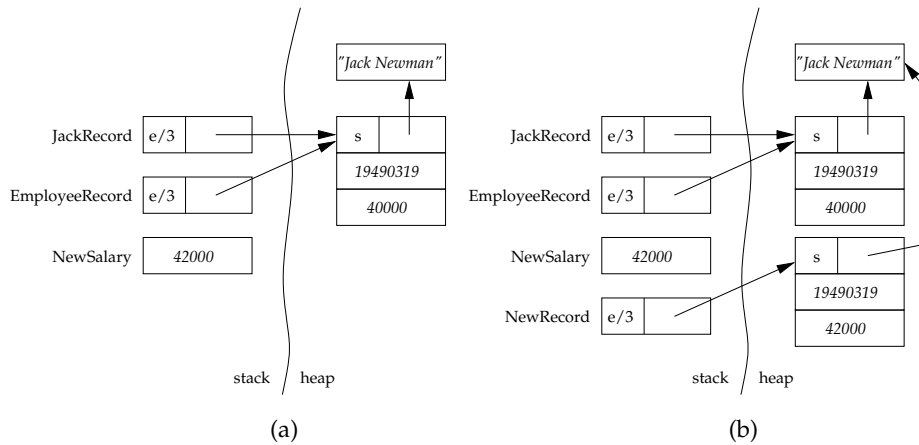 "Jack Newman"
JackRecord e/3 s
19490319
EmployeeRecord e/3
40000
NewSalary 42000
stack heap
(a)
"Jack Newman"
JackRecord e/3 s
19490319
EmployeeRecord e/3
40000
NewSalary 42000 s
19490319
NewRecord e/3
42000
stack heap
(b)